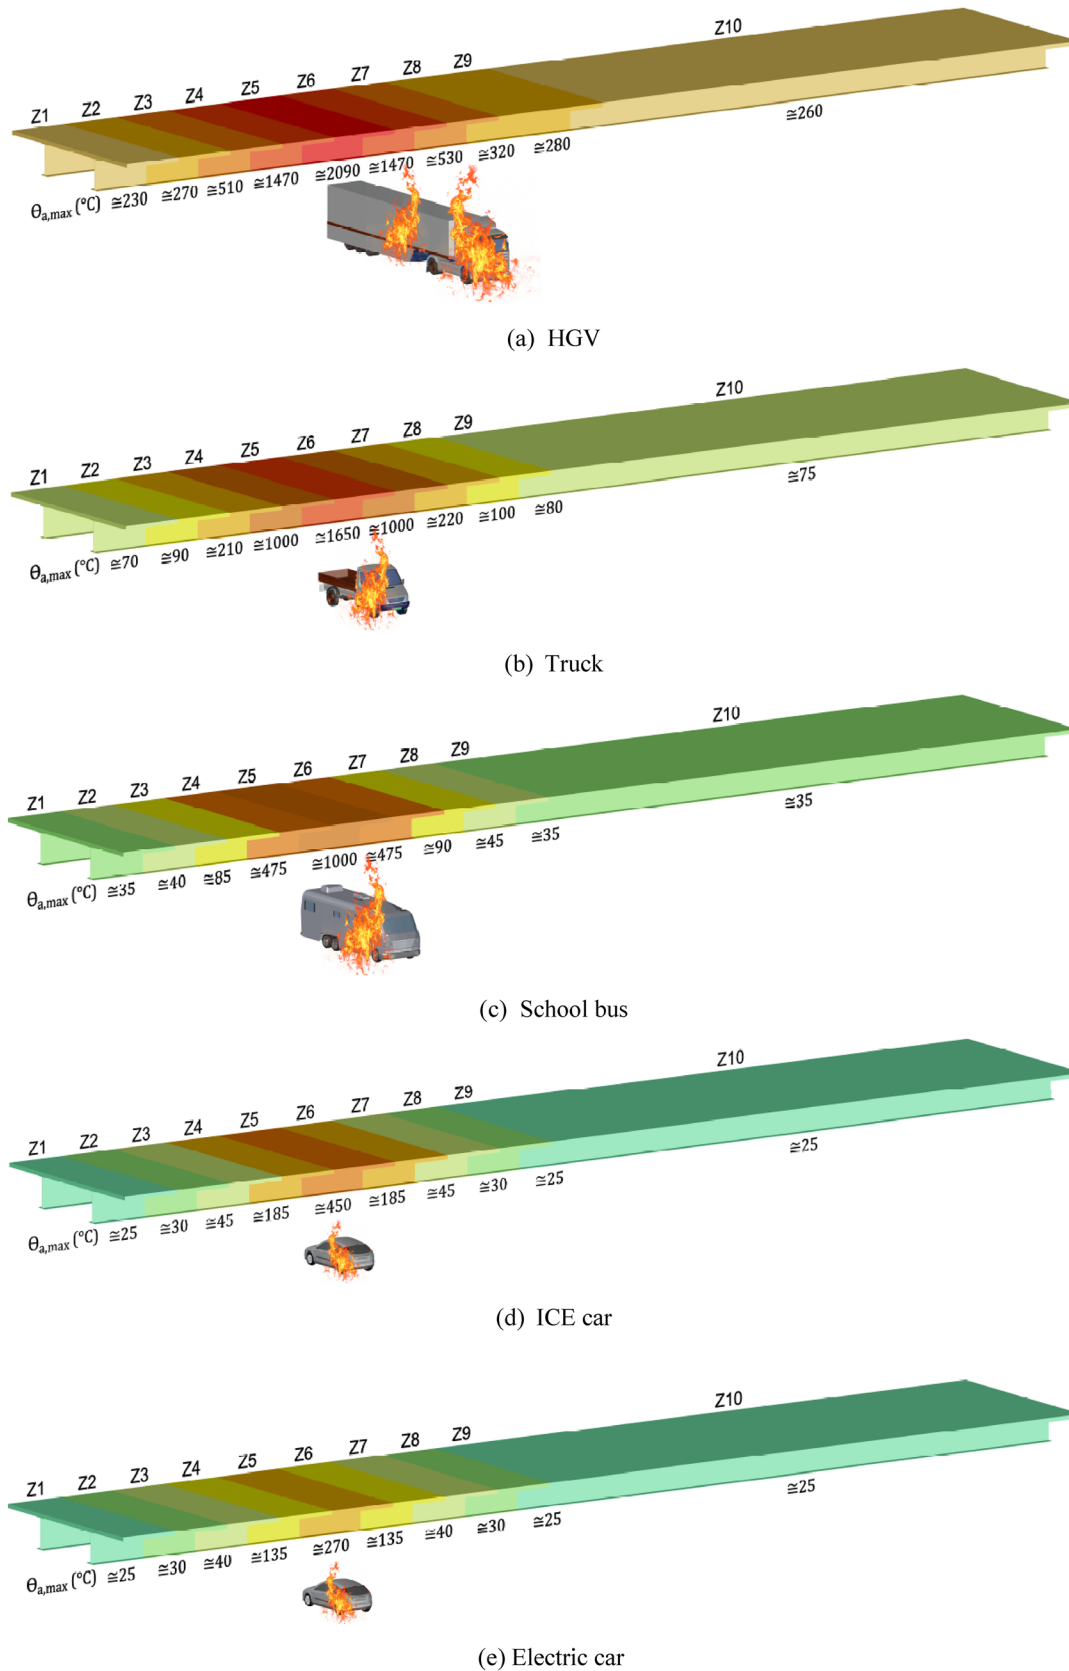 Z1 Z2 Z3 Z4 Z5 Z6 Z7 Z8 Z9 Z10
θa,max (°C) ≅230 ≅270 ≅510 ≅1470 ≅2090 ≅1470 ≅530 ≅320 ≅280 ≅260
(a) HGV
Z1 Z2 Z3 Z4 Z5 Z6 Z7 Z8 Z9 Z10
θa,max (°C) ≅70 ≅90 ≅210 ≅1000 ≅1650 ≅1000 ≅220 ≅100 ≅80 ≅75
(b) Truck
Z1 Z2 Z3 Z4 Z5 Z6 Z7 Z8 Z9 Z10
θa,max (°C) ≅35 ≅40 ≅85 ≅475 ≅1000 ≅475 ≅90 ≅45 ≅35 ≅35
(c) School bus
Z1 Z2 Z3 Z4 Z5 Z6 Z7 Z8 Z9 Z10
θa,max (°C) ≅25 ≅30 ≅45 ≅185 ≅450 ≅185 ≅45 ≅30 ≅25 ≅25
(d) ICE car
Z1 Z2 Z3 Z4 Z5 Z6 Z7 Z8 Z9 Z10
θa,max (°C) ≅25 ≅30 ≅40 ≅135 ≅270 ≅135 ≅40 ≅30 ≅25 ≅25
(e) Electric car